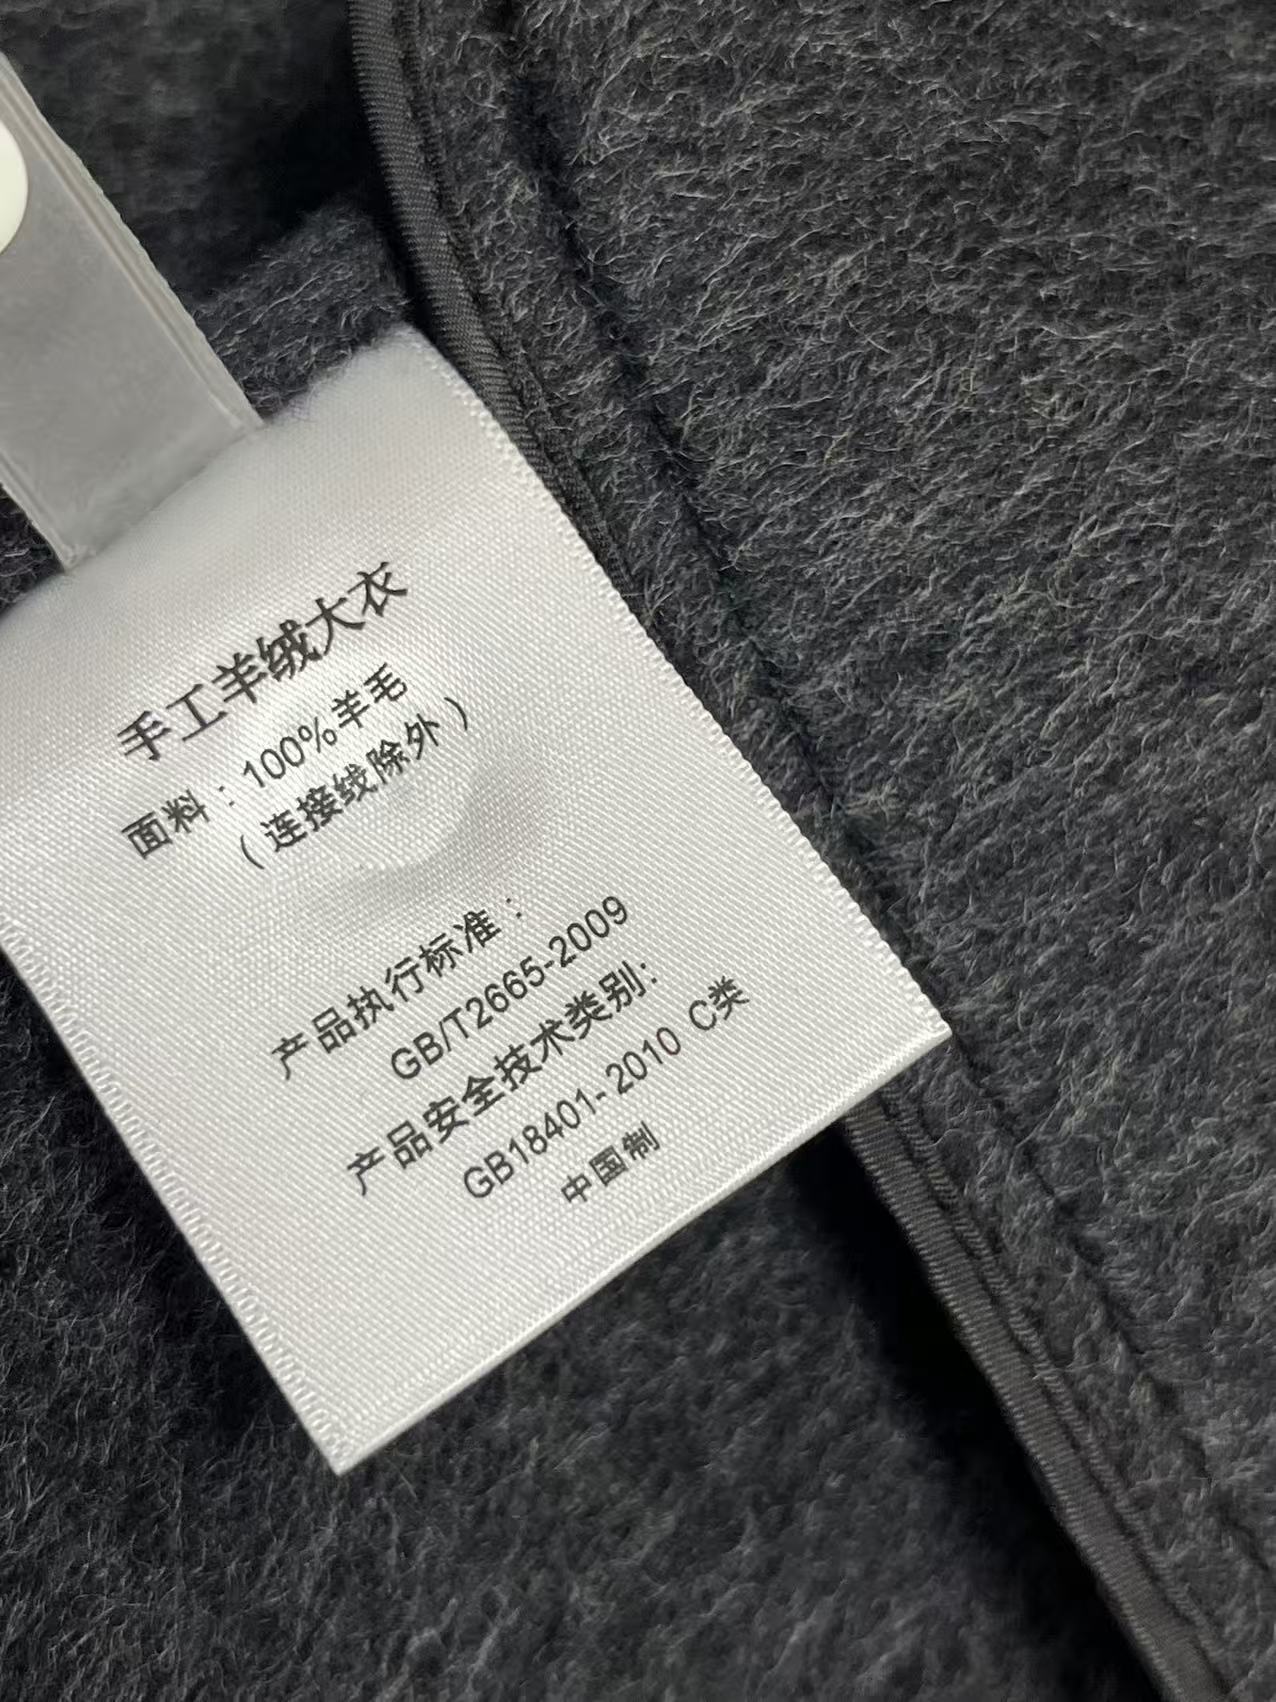 手工羊绒大衣
面料：100%羊毛
（连接线除外）
产品执行标准：
GB/T2665-2009
产品安全技术类别:
GB18401-2010 C类
中国制